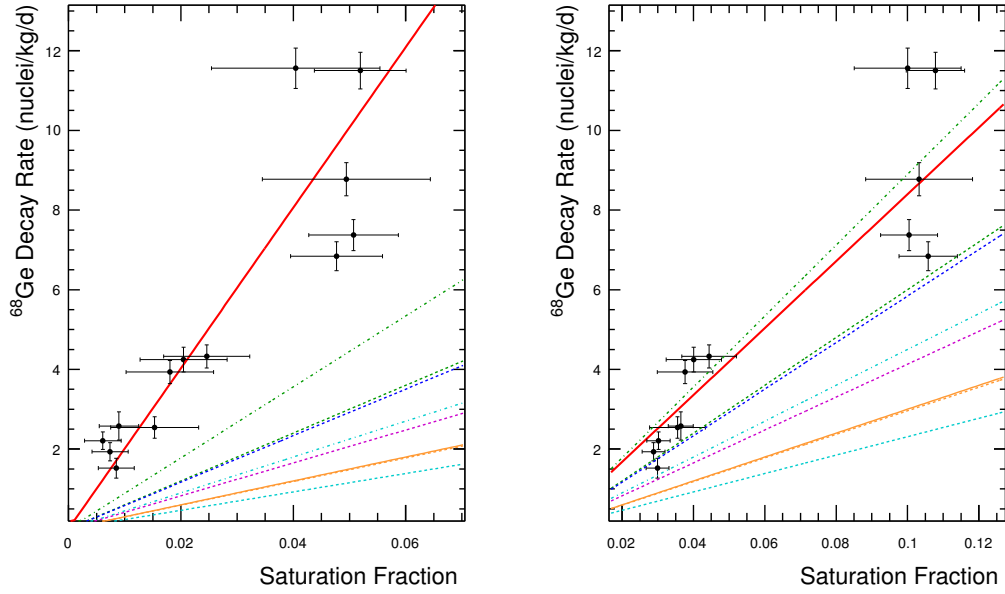 ⁶⁸Ge Decay Rate (nuclei/kg/d)
12
10
8
6
4
2
0 0.02 0.04 0.06
Saturation Fraction
⁶⁸Ge Decay Rate (nuclei/kg/d)
12
10
8
6
4
2
0.02 0.04 0.06 0.08 0.1 0.12
Saturation Fraction